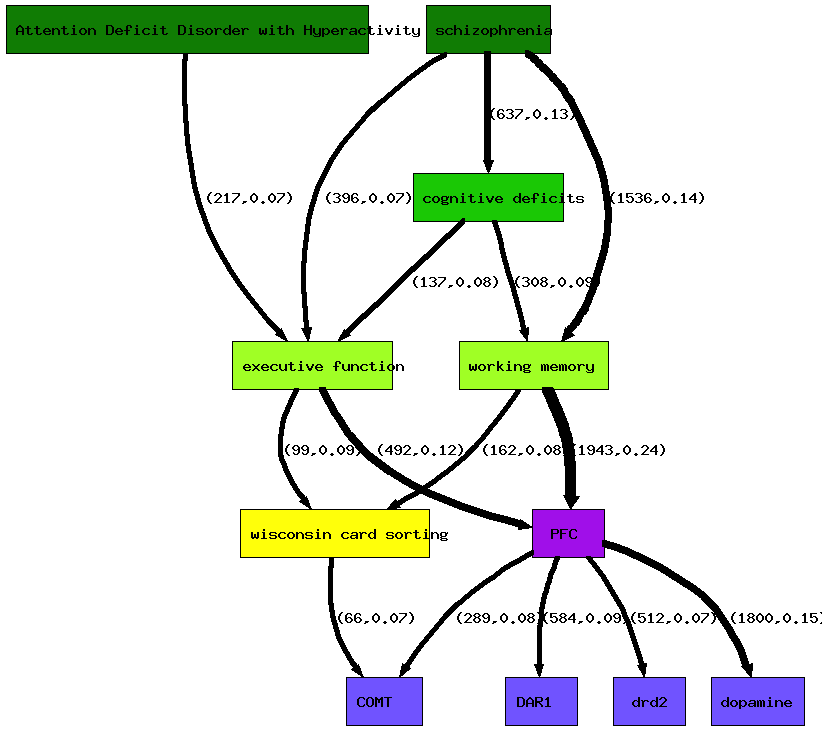 Attention Deficit Disorder with Hyperactivity
schizophrenia
(637,0.13)
cognitive deficits
(217,0.07)
(396,0.07)
(1536,0.14)
(137,0.08)
(308,0.09)
executive function
working memory
(99,0.09)
(492,0.12)
(162,0.08)
(1943,0.24)
wisconsin card sorting
PFC
(66,0.07)
(289,0.08)
(584,0.09)
(512,0.07)
(1800,0.15)
COMT
DAR1
drd2
dopamine